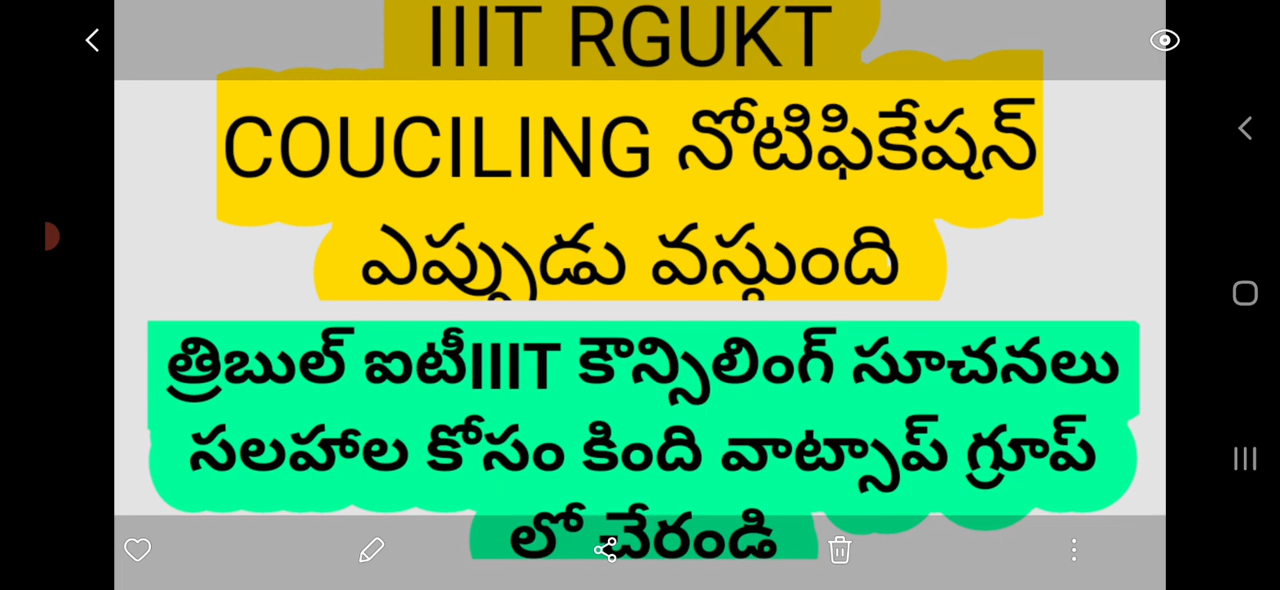 IIIT RGUKT
COUCILING నోటిఫికేషన్
ఎప్పుడు వస్తుంది
త్రిబుల్ ఐటీIIIT కౌన్సిలింగ్ సూచనలు
సలహాల కోసం కింది వాట్సాప్ గ్రూప్
లో చేరండి